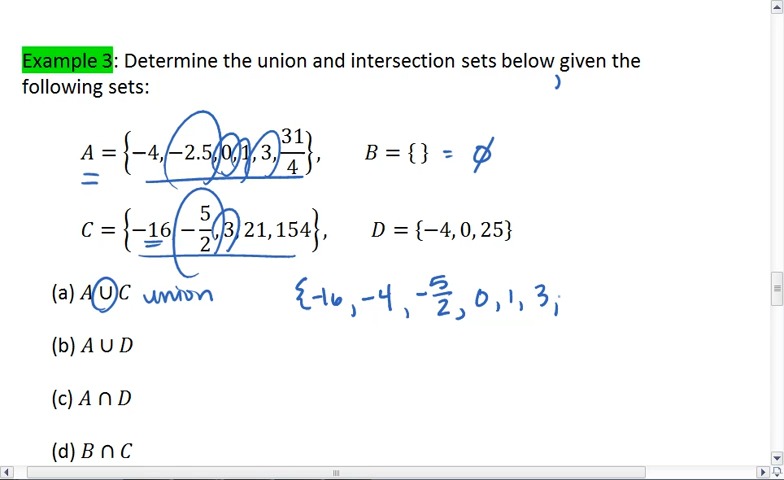 Example 3: Determine the union and intersection sets below, given the
following sets:
A = {−4, −2.5, 0, 1, 3, 31/4}, B = {} = ∅
C = {−16, −5/2, 3, 21, 154}, D = {−4, 0, 25}
(a) A ∪ C union {-16, -4, -5/2, 0, 1, 3,
(b) A ∪ D
(c) A ∩ D
(d) B ∩ C